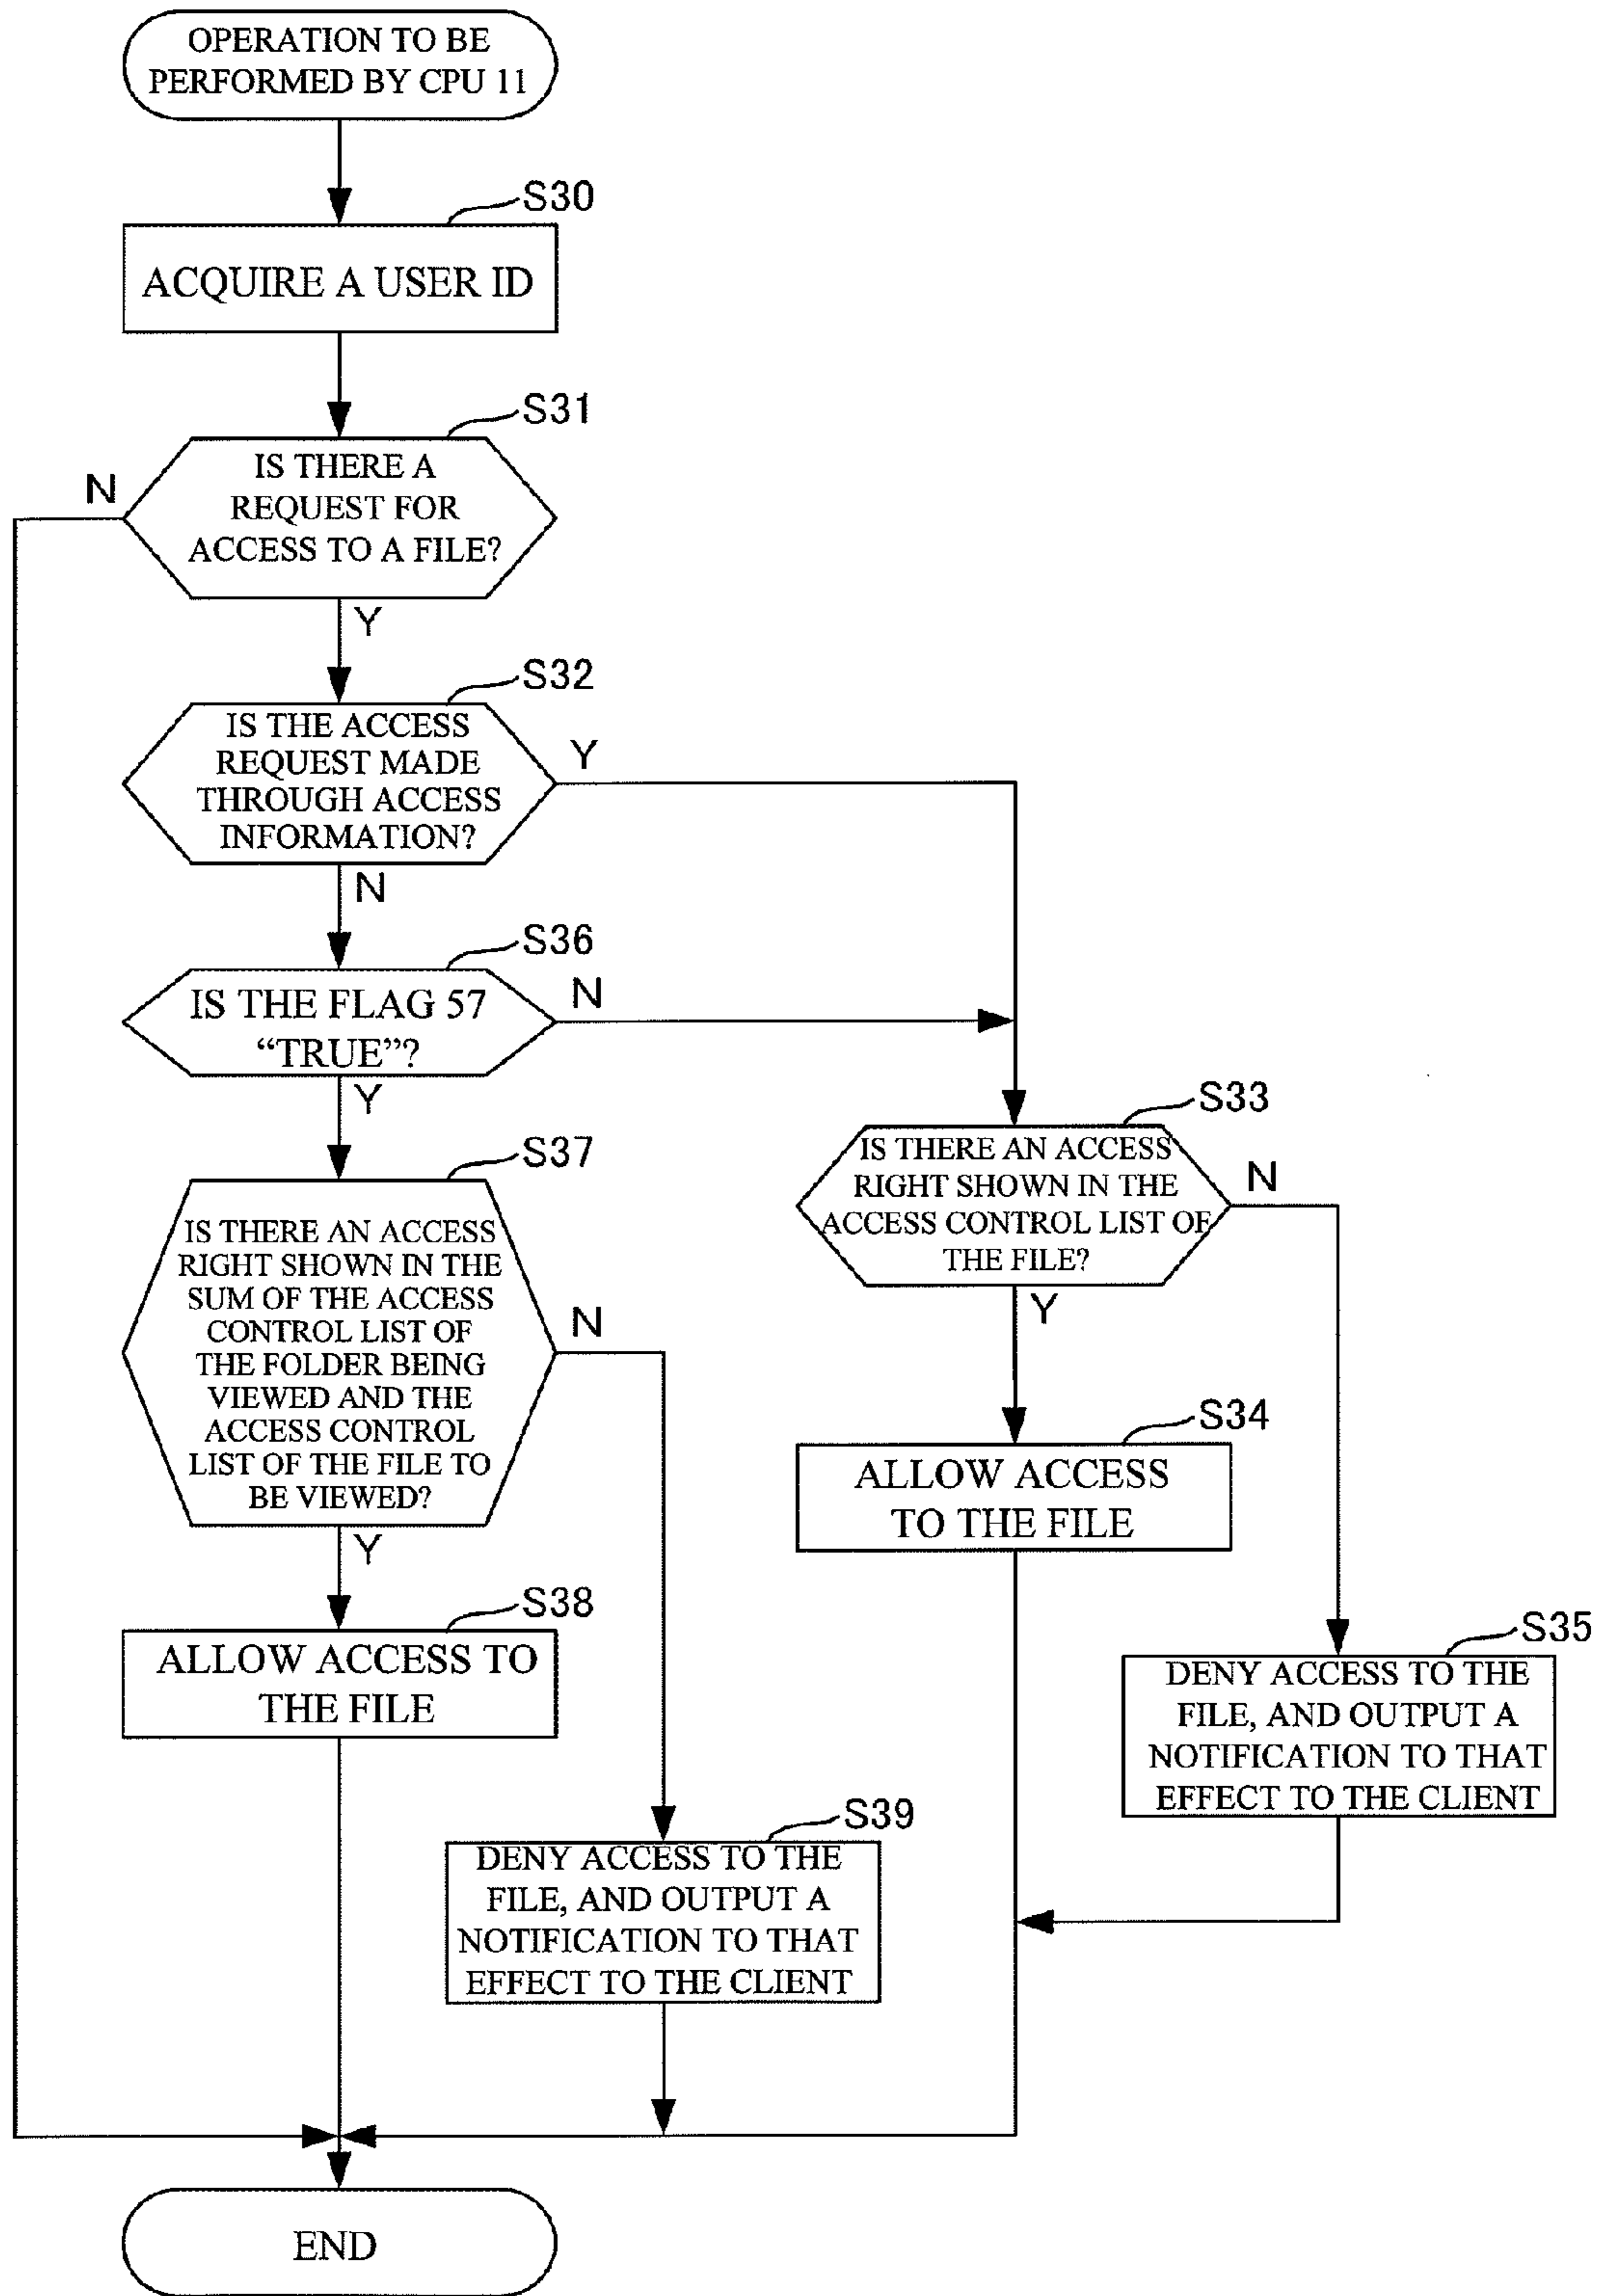 OPERATION TO BE
PERFORMED BY CPU 11
S30
ACQUIRE A USER ID
S31
IS THERE A
REQUEST FOR
ACCESS TO A FILE?
N
Y
S32
IS THE ACCESS
REQUEST MADE
THROUGH ACCESS
INFORMATION?
Y
N
S36
IS THE FLAG 57
“TRUE”?
N
Y
S37
IS THERE AN ACCESS
RIGHT SHOWN IN THE
SUM OF THE ACCESS
CONTROL LIST OF
THE FOLDER BEING
VIEWED AND THE
ACCESS CONTROL
LIST OF THE FILE TO
BE VIEWED?
N
Y
S38
ALLOW ACCESS TO
THE FILE
S39
DENY ACCESS TO THE
FILE, AND OUTPUT A
NOTIFICATION TO THAT
EFFECT TO THE CLIENT
S33
IS THERE AN ACCESS
RIGHT SHOWN IN THE
ACCESS CONTROL LIST OF
THE FILE?
N
Y
S34
ALLOW ACCESS
TO THE FILE
S35
DENY ACCESS TO THE
FILE, AND OUTPUT A
NOTIFICATION TO THAT
EFFECT TO THE CLIENT
END